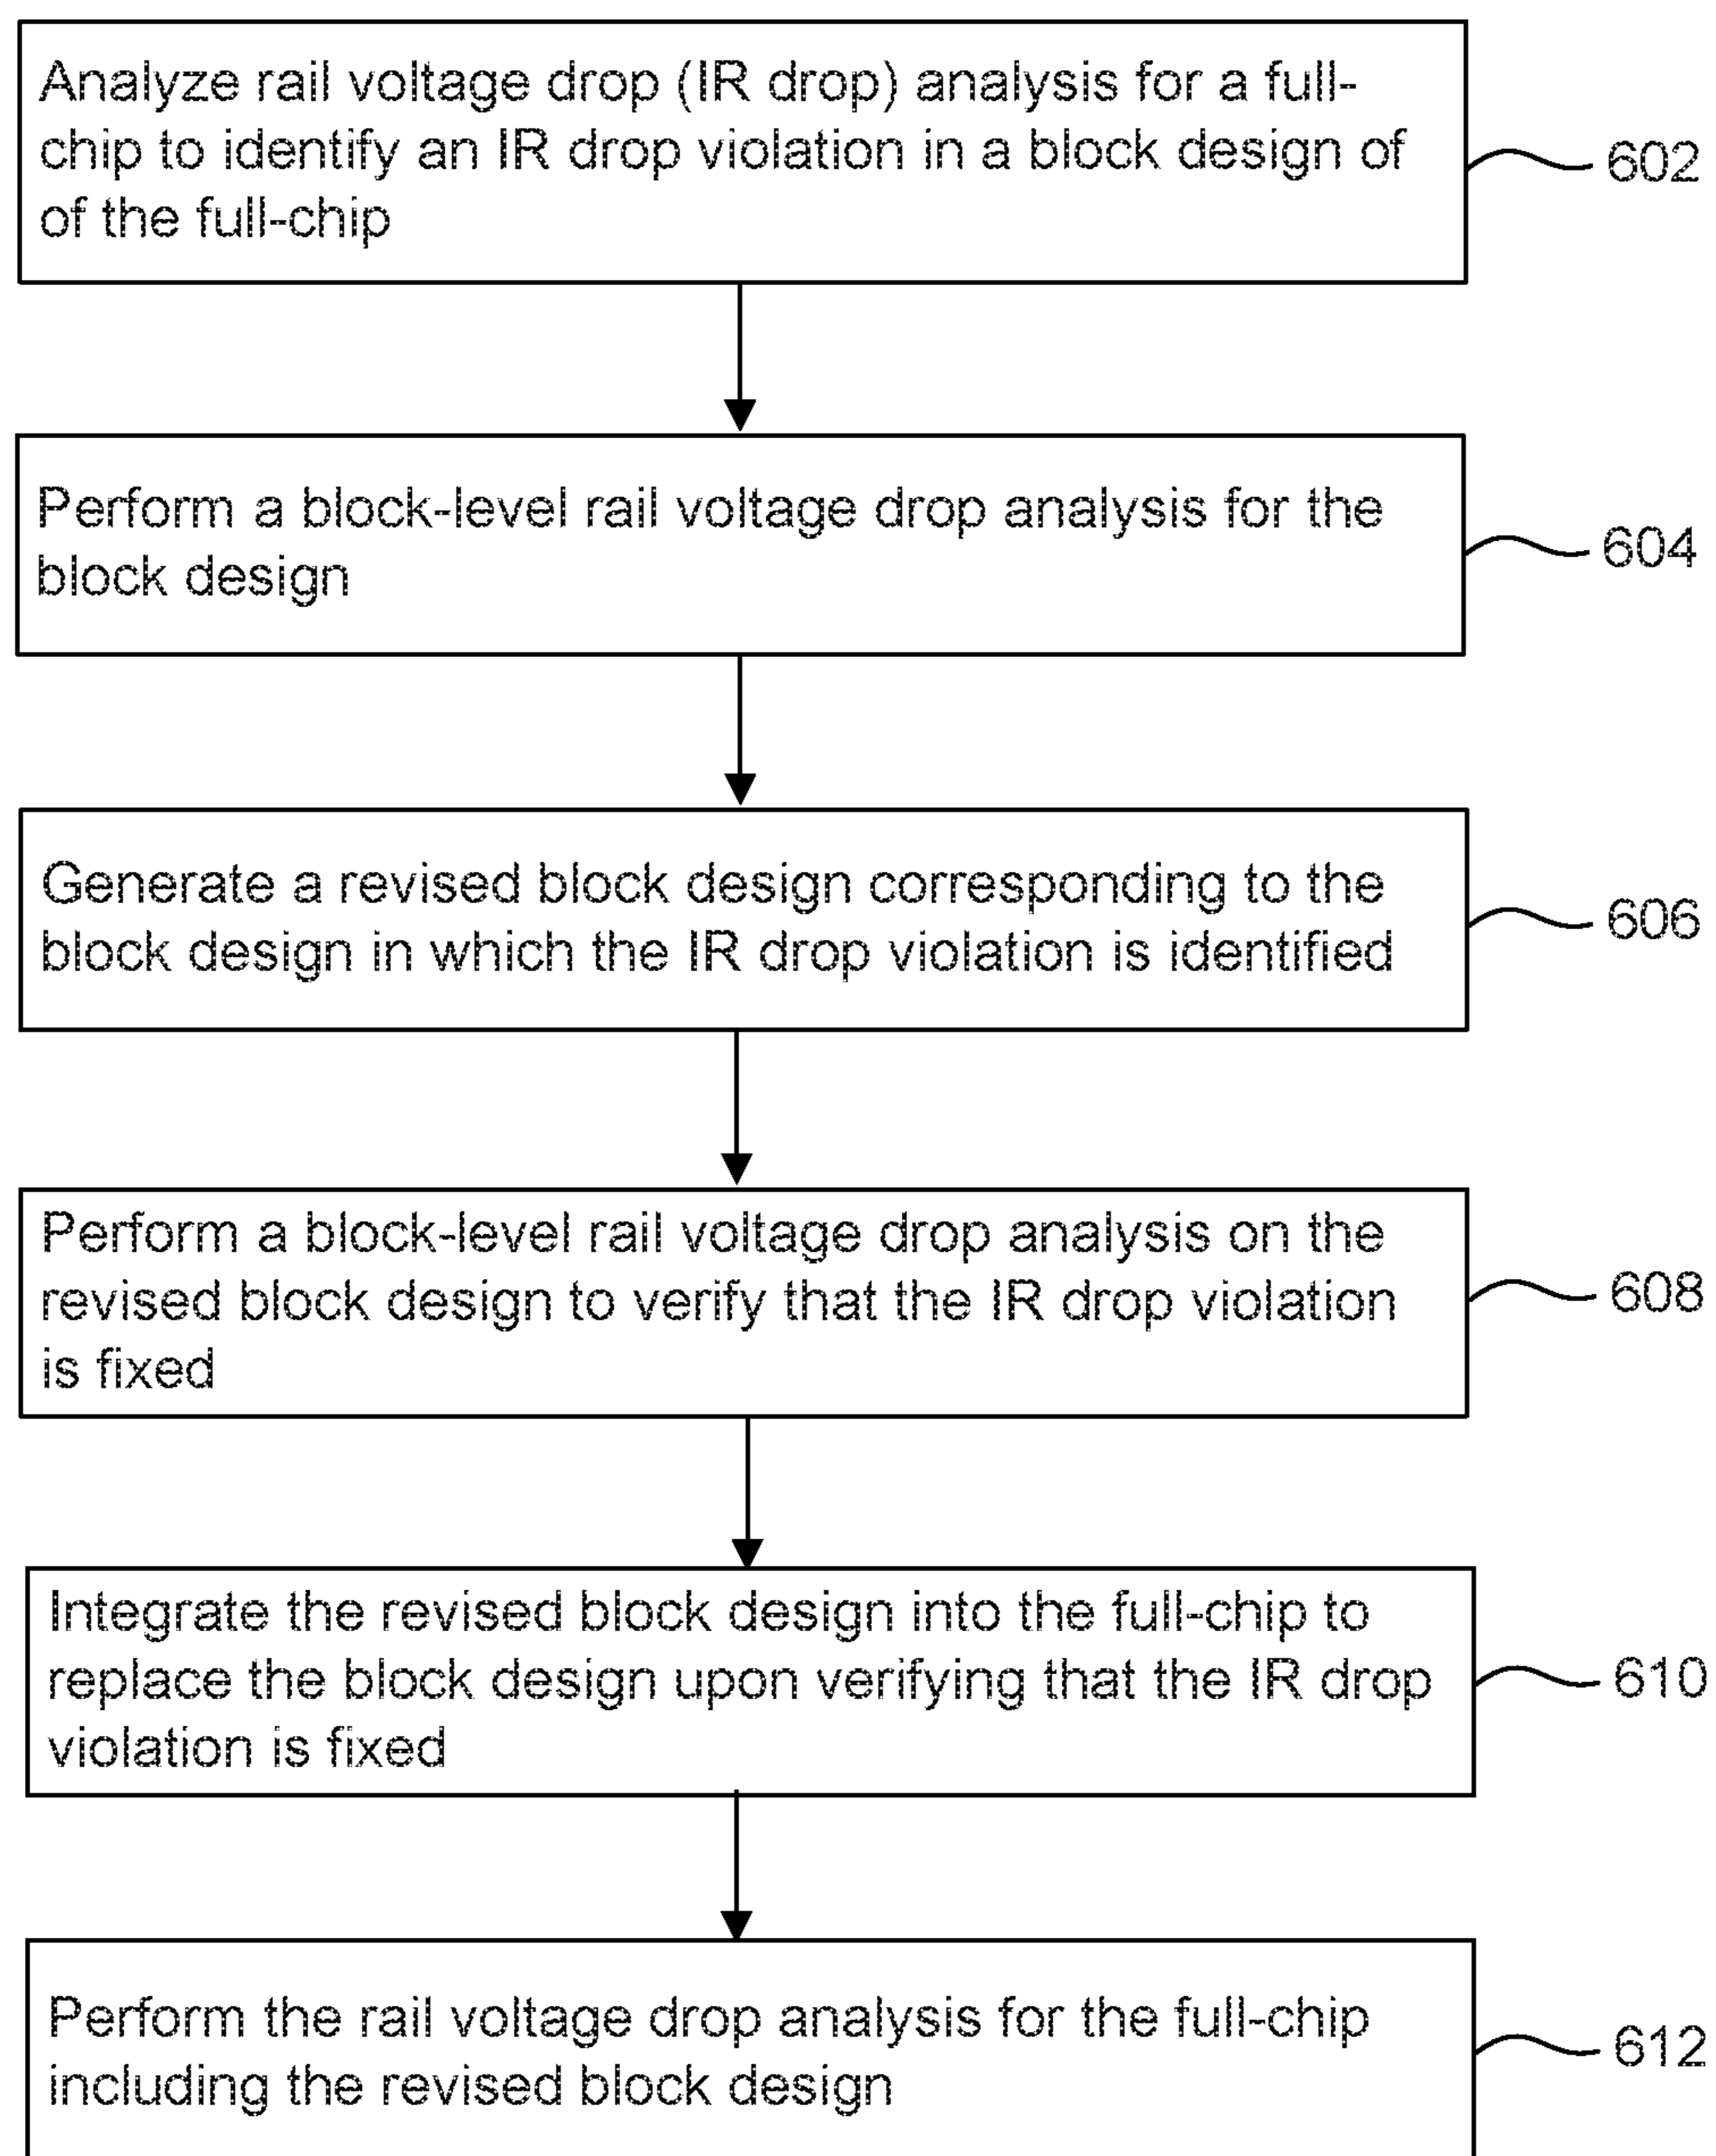 Analyze rail voltage drop (IR drop) analysis for a full-
chip to identify an IR drop violation in a block design of
of the full-chip
602
Perform a block-level rail voltage drop analysis for the
block design
604
Generate a revised block design corresponding to the
block design in which the IR drop violation is identified
606
Perform a block-level rail voltage drop analysis on the
revised block design to verify that the IR drop violation
is fixed
608
Integrate the revised block design into the full-chip to
replace the block design upon verifying that the IR drop
violation is fixed
610
Perform the rail voltage drop analysis for the full-chip
including the revised block design
612